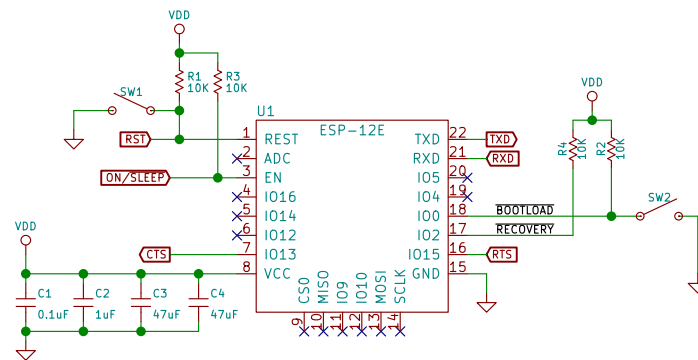 VDD
R1
10K
R3
10K
SW1
RST
ON/SLEEP
U1
ESP-12E
1 REST
2 ADC
3 EN
4 IO16
5 IO14
6 IO12
7 IO13
8 VCC
TXD 22
RXD 21
IO5 20
IO4 19
IO0 18
IO2 17
IO15 16
GND 15
CS0
MISO
IO9
IO10
MOSI
SCLK
9
10
11
12
13
14
TXD
RXD
BOOTLOAD
RECOVERY
RTS
CTS
VDD
R4
10K
R2
10K
SW2
VDD
C1
0.1uF
C2
1uF
C3
47uF
C4
47uF